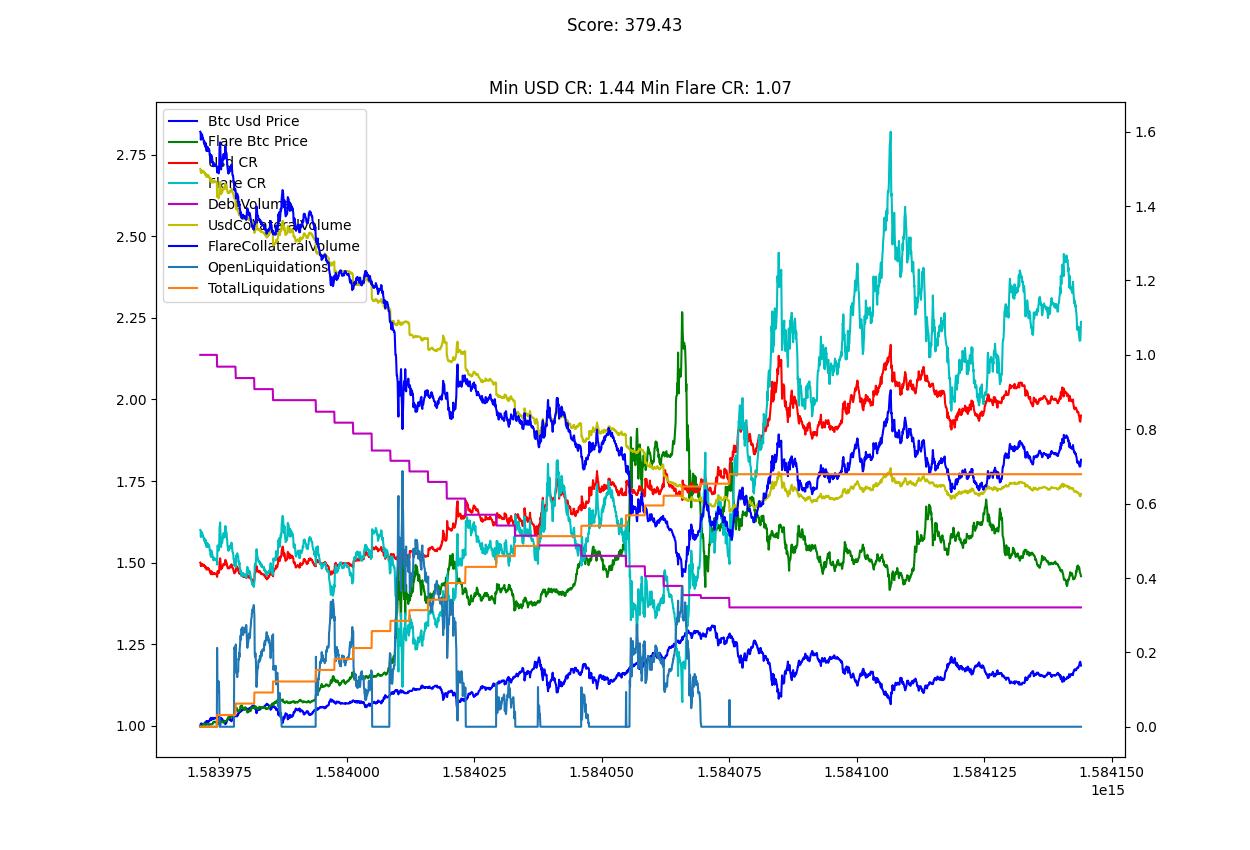 Score: 379.43
Min USD CR: 1.44 Min Flare CR: 1.07
Btc Usd Price
Flare Btc Price
Usd CR
Flare CR
DebtVolume
UsdCollateralVolume
FlareCollateralVolume
OpenLiquidations
TotalLiquidations
2.75
2.50
2.25
2.00
1.75
1.50
1.25
1.00
1.6
1.4
1.2
1.0
0.8
0.6
0.4
0.2
0.0
1.583975
1.584000
1.584025
1.584050
1.584075
1.584100
1.584125
1.584150
1e15